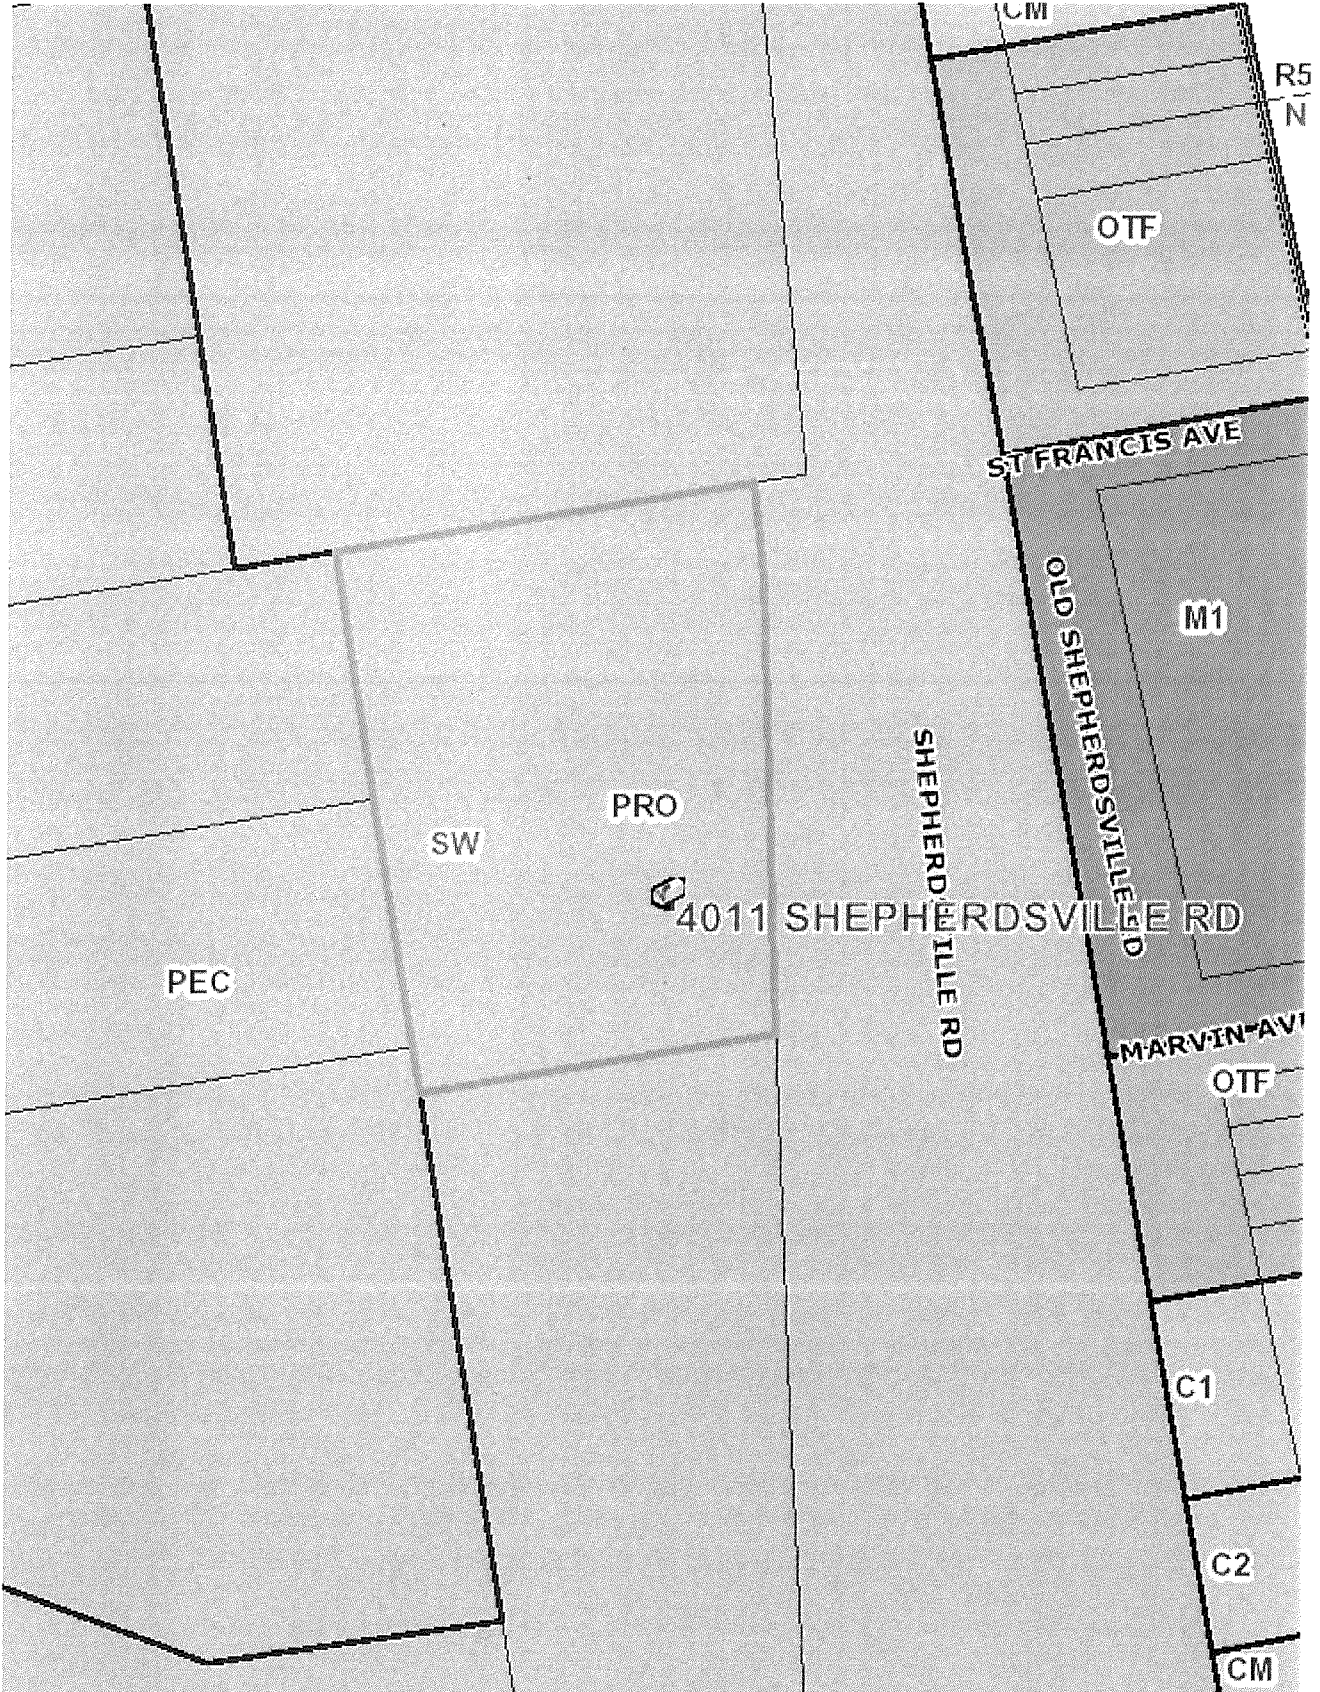 CM
R5
N
OTF
ST FRANCIS AVE
M1
OLD SHEPHERDSVILLE RD
PRO
SW
SHEPHERDSVILLE RD
4011 SHEPHERDSVILLE RD
PEC
MARVIN AV
OTF
C1
C2
CM